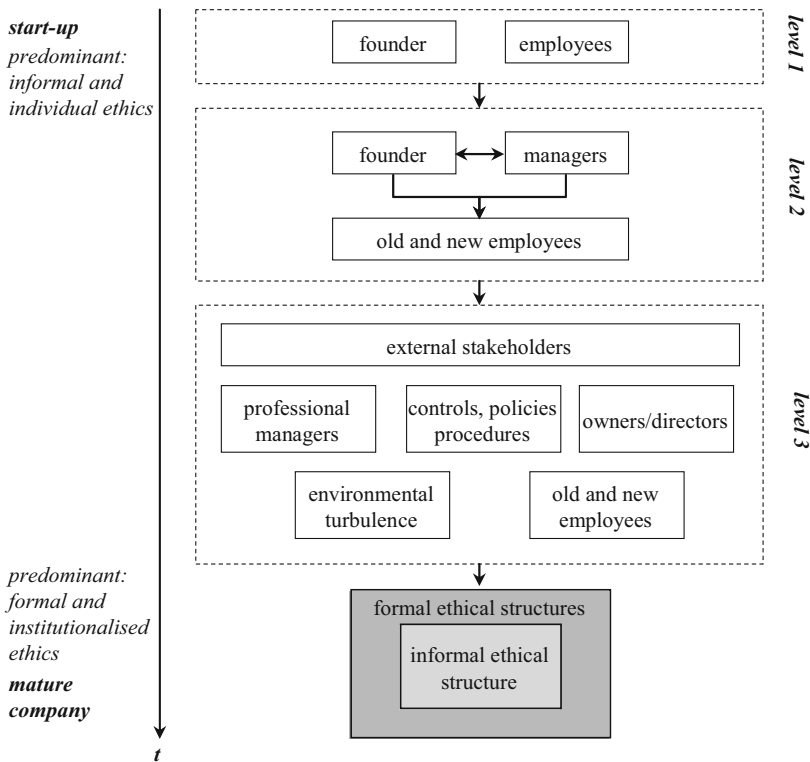 start-up
predominant:
informal and
individual ethics
founder
employees
level 1
founder
managers
old and new employees
level 2
external stakeholders
professional
managers
controls, policies
procedures
owners/directors
environmental
turbulence
old and new
employees
level 3
predominant:
formal and
institutionalised
ethics
mature
company
t
formal ethical structures
informal ethical
structure